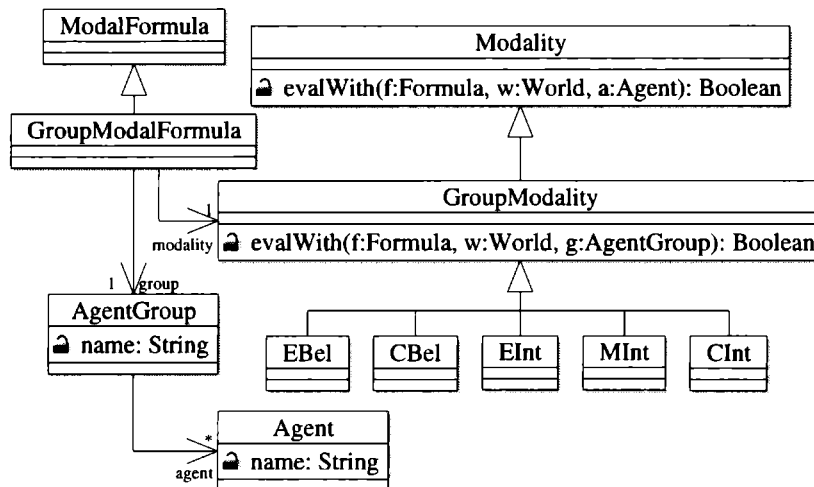 ModalFormula
Modality
evalWith(f:Formula, w:World, a:Agent): Boolean
GroupModalFormula
GroupModality
1
modality
evalWith(f:Formula, w:World, g:AgentGroup): Boolean
1 group
AgentGroup
name: String
EBel CBel EInt MInt CInt
Agent
*
agent
name: String